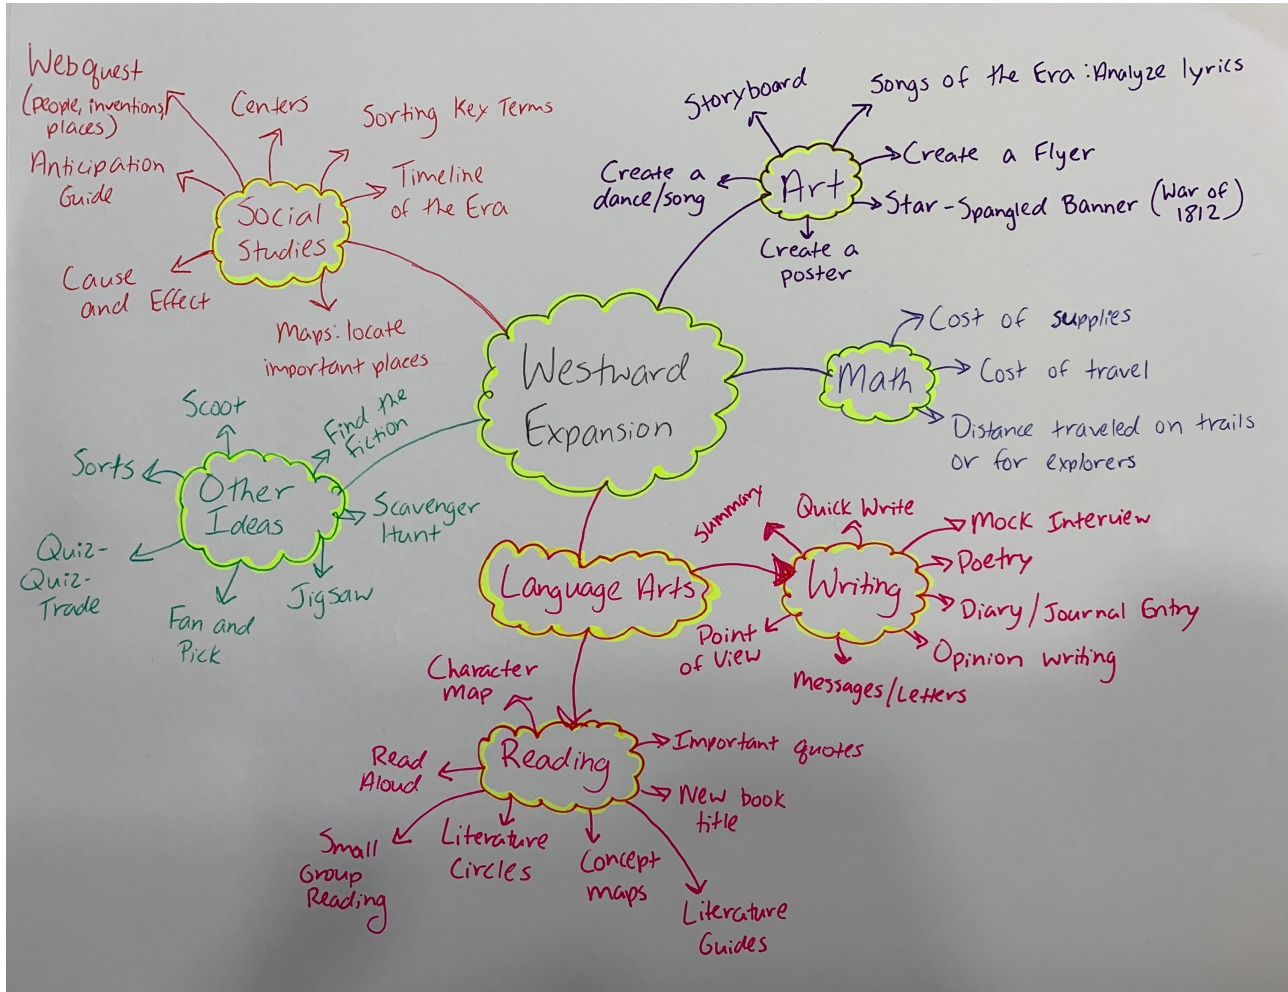 Webquest
(people, inventions,
places)
Centers
Sorting Key Terms
Anticipation
Guide
Timeline
of the Era
Social
Studies
Cause
and Effect
Maps: locate
important places
Storyboard
Songs of the Era: Analyze lyrics
Create a
dance/song
Art
Create a Flyer
Star-Spangled Banner (War of
1812)
Create a
poster
Westward
Expansion
Math
Cost of supplies
Cost of travel
Distance traveled on trails
or for explorers
Scoot
Find the
Fiction
Sorts
Other
Ideas
Scavenger
Hunt
Quiz-
Quiz-
Trade
Fan and
Pick
Jigsaw
Language Arts
Summary
Quick Write
Mock Interview
Writing
Poetry
Diary/Journal Entry
Opinion writing
Point
of View
Messages/Letters
Character
map
Reading
Important quotes
Read
Aloud
New book
title
Small
Group
Reading
Literature
Circles
Concept
maps
Literature
Guides